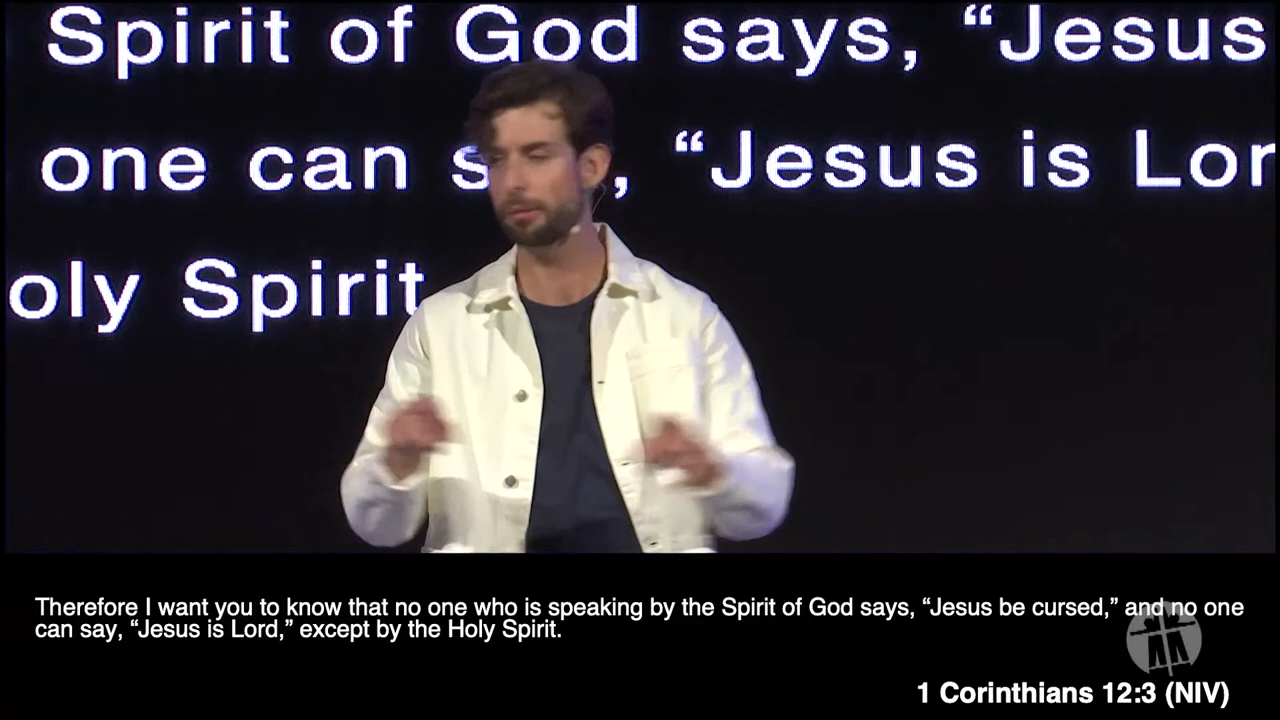 Spirit of God says, “Jesus
one can s , “Jesus is Lor
oly Spirit
Therefore I want you to know that no one who is speaking by the Spirit of God says, “Jesus be cursed,” and no one
can say, “Jesus is Lord,” except by the Holy Spirit.
1 Corinthians 12:3 (NIV)